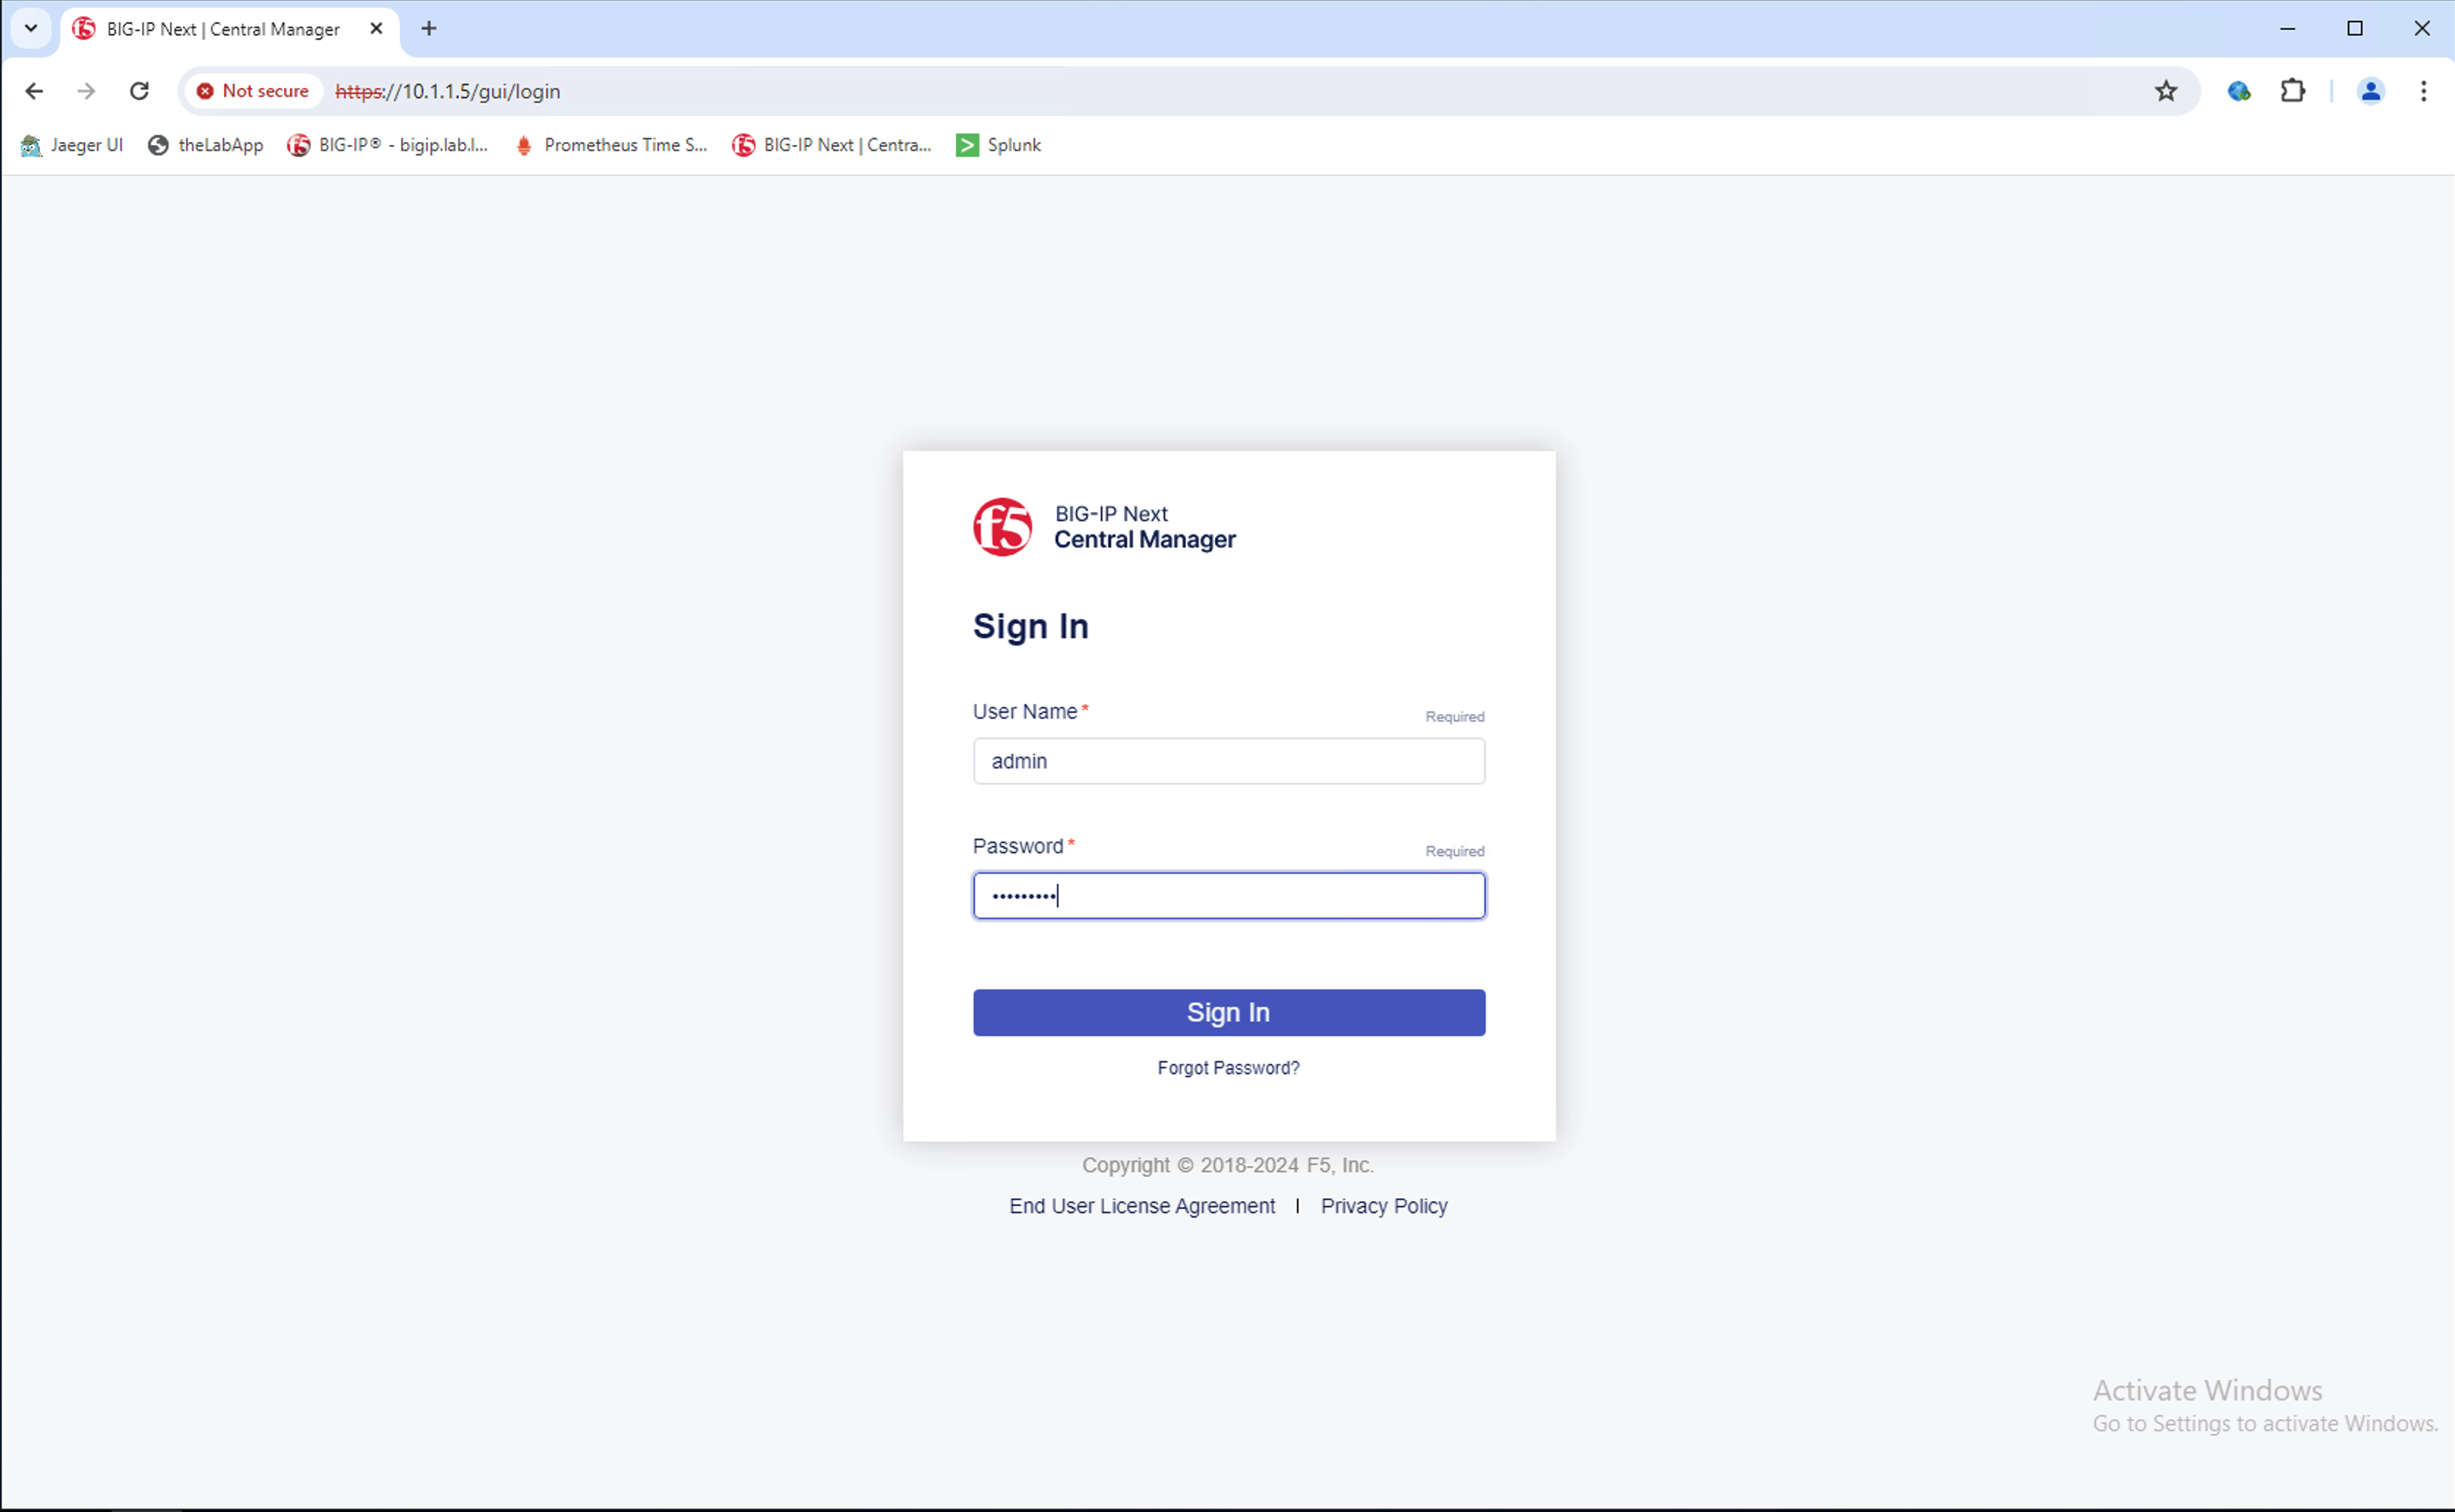 BIG-IP Next | Central Manager
Not secure https://10.1.1.5/gui/login
Jaeger UI theLabApp BIG-IP® - bigip.lab.l... Prometheus Time S... BIG-IP Next | Centra... Splunk
f5 BIG-IP Next
Central Manager
Sign In
User Name* Required
admin
Password* Required
•••••••••
Sign In
Forgot Password?
Copyright © 2018-2024 F5, Inc.
End User License Agreement | Privacy Policy
Activate Windows
Go to Settings to activate Windows.